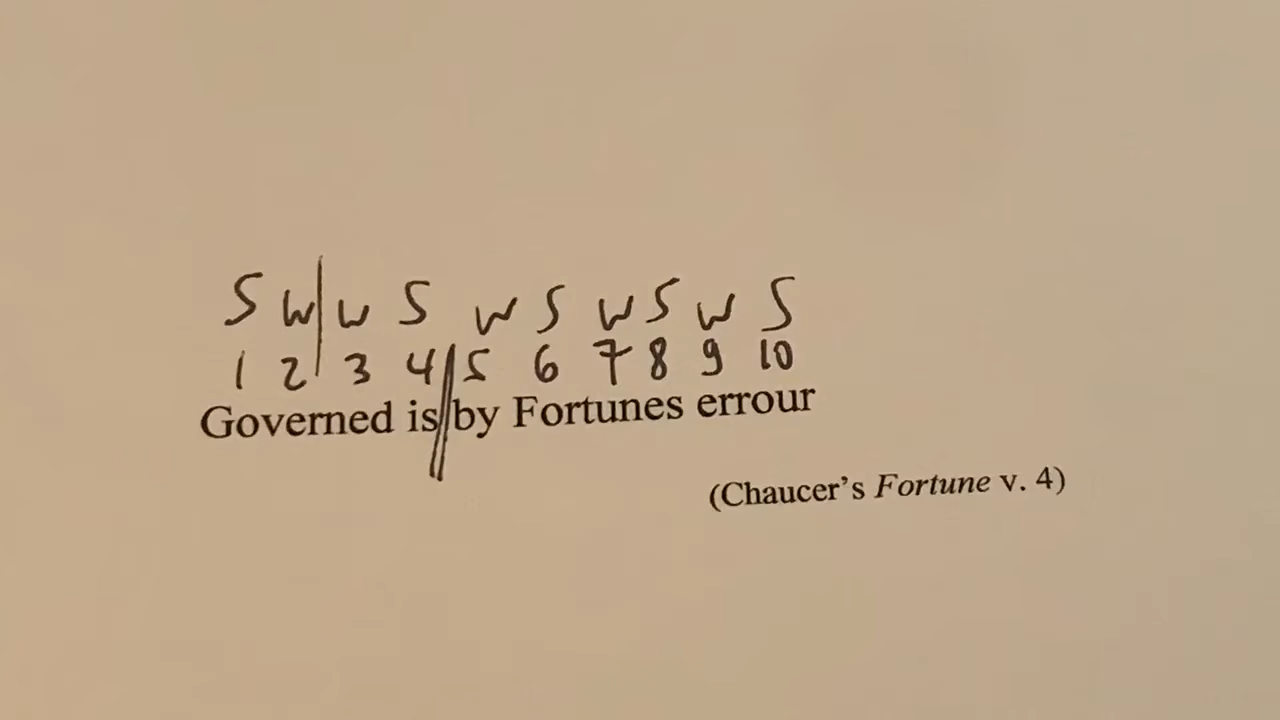 S W | W S W S W S W S
1 2 | 3 4 || 5 6 7 8 9 10
Governed is || by Fortunes errour
(Chaucer's Fortune v. 4)